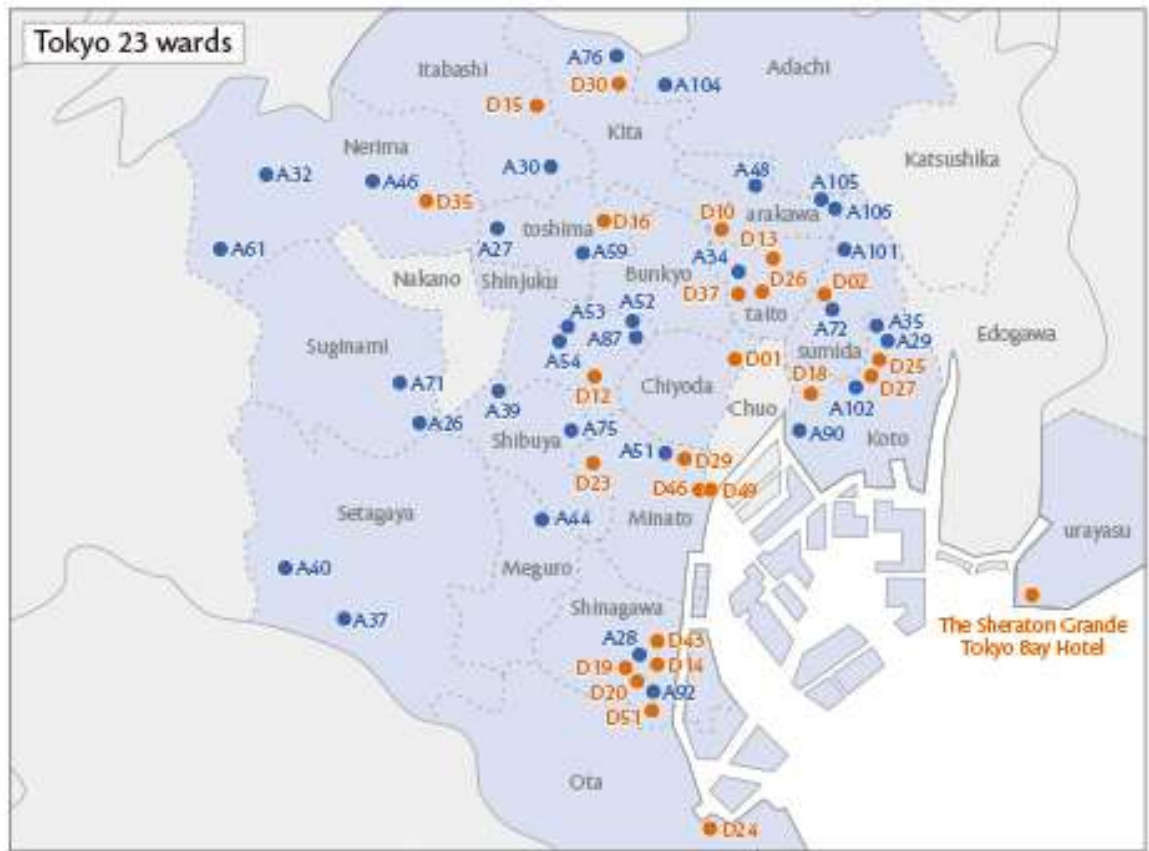 Tokyo 23 wards
A76
Itabashi
Adachi
D30
A104
D15
Kita
Nerima
Katsushika
A32
A46
A30
A48
A105
D35
arakawa
A106
D16
D10
toshima
A27
D13
A61
A59
A34
A101
Nakano
Shinjuku
Bunkyo
D26
D02
D37
A52
A53
taito
A72
A35
Edogawa
A87
A29
Suginami
A54
sumida
D01
D25
D18
D27
Chiyoda
A71
D12
A39
Chuo
A102
A26
A75
A90
Koto
Shibuya
A51
D29
D23
D46
D49
Setagaya
A44
Minato
urayasu
A40
Meguro
Shinagawa
A37
The Sheraton Grande
Tokyo Bay Hotel
A28
D43
D19
D14
D20
A92
D51
Ota
D24